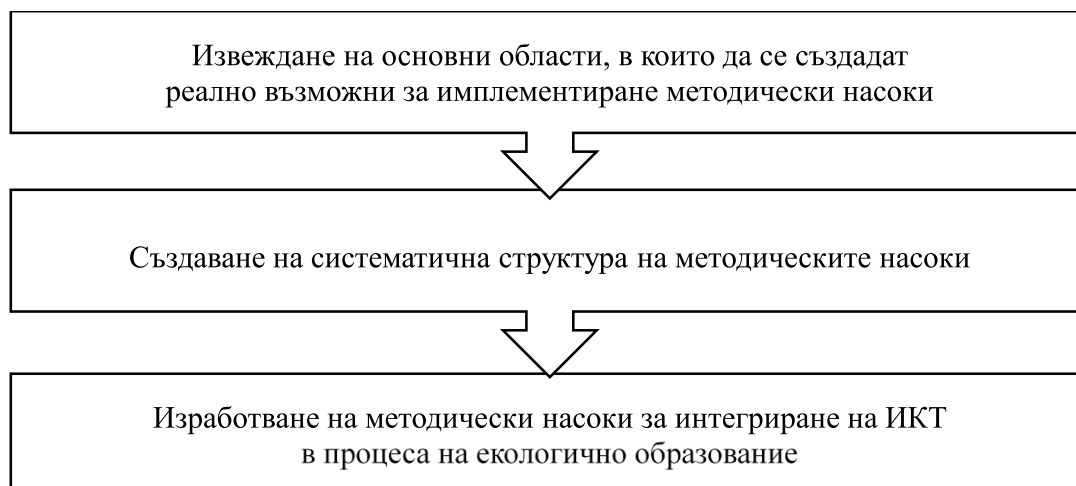 Извеждане на основни области, в които да се създадат
реално възможни за имплементиране методически насоки
Създаване на систематична структура на методическите насоки
Изработване на методически насоки за интегриране на ИКТ
в процеса на екологично образование